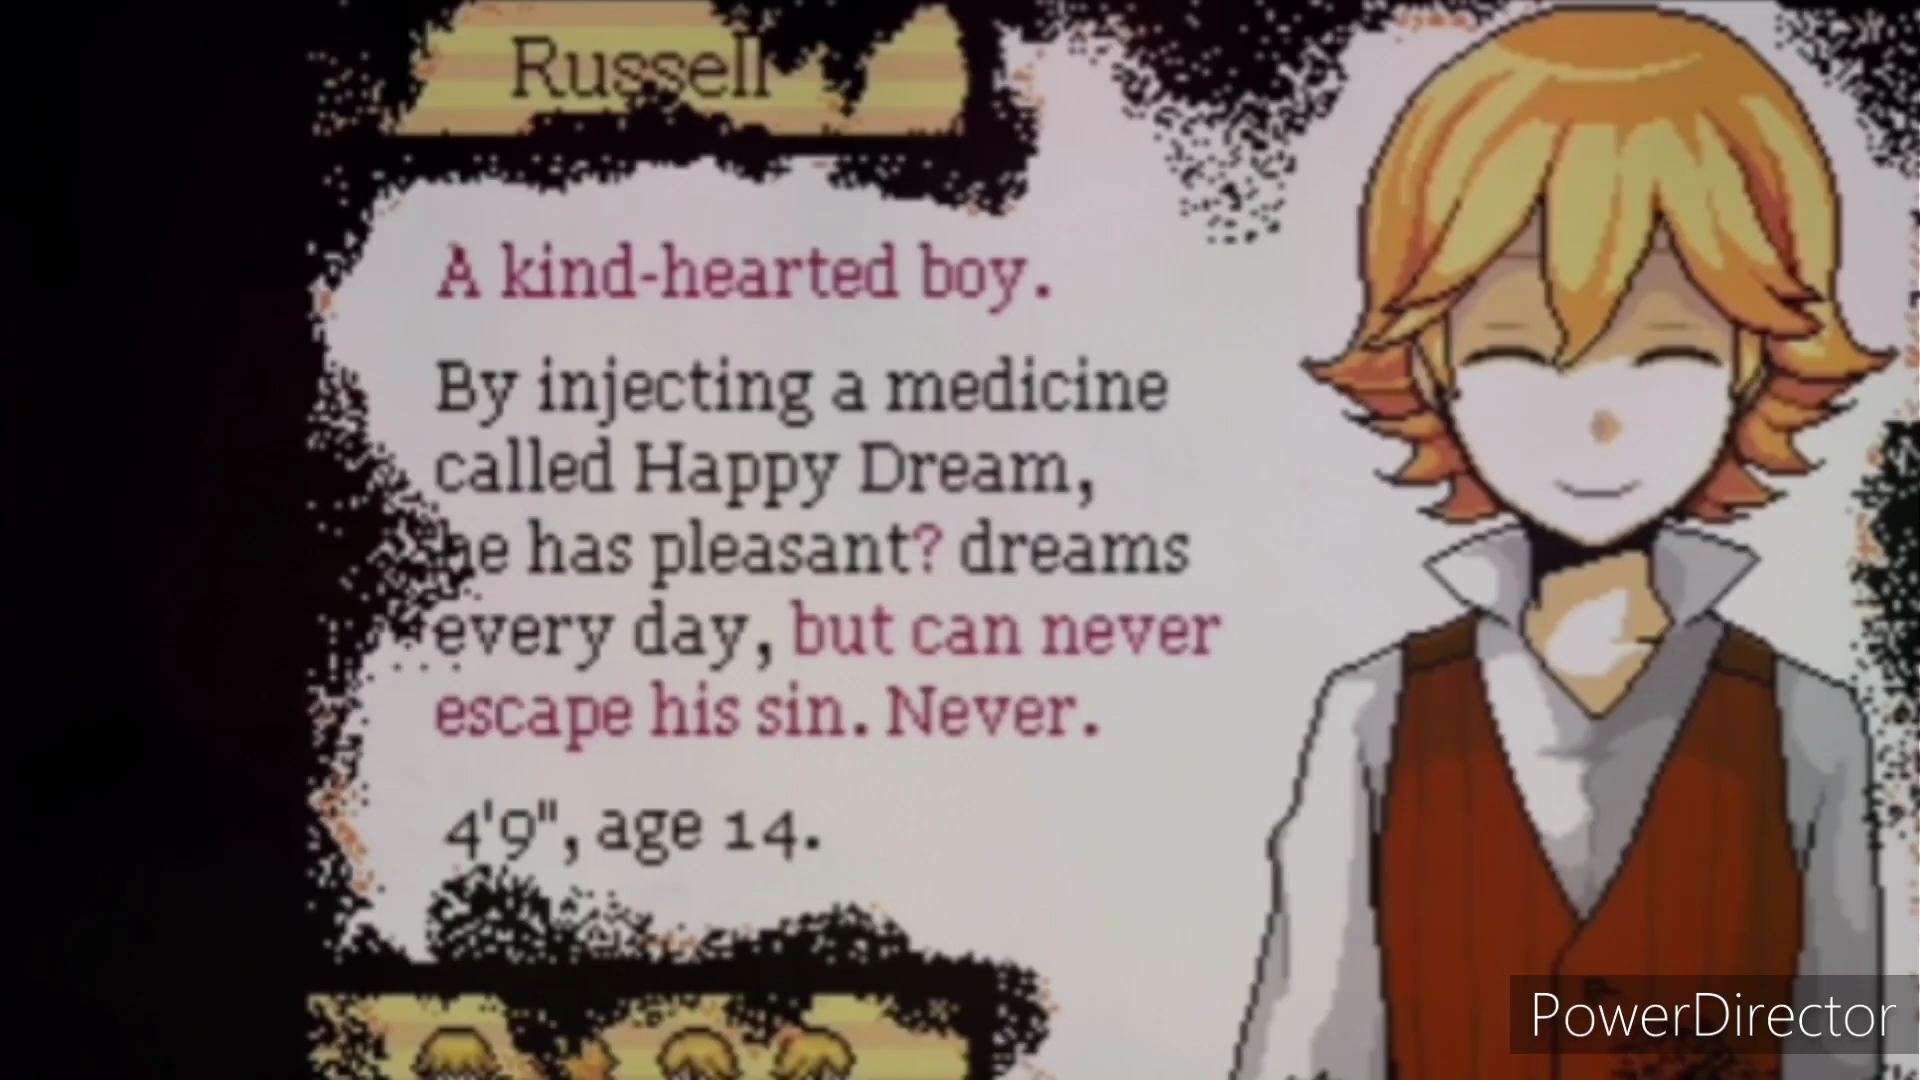 Russell
A kind-hearted boy.
By injecting a medicine
called Happy Dream,
he has pleasant? dreams
every day, but can never
escape his sin. Never.
4'9", age 14.
PowerDirector